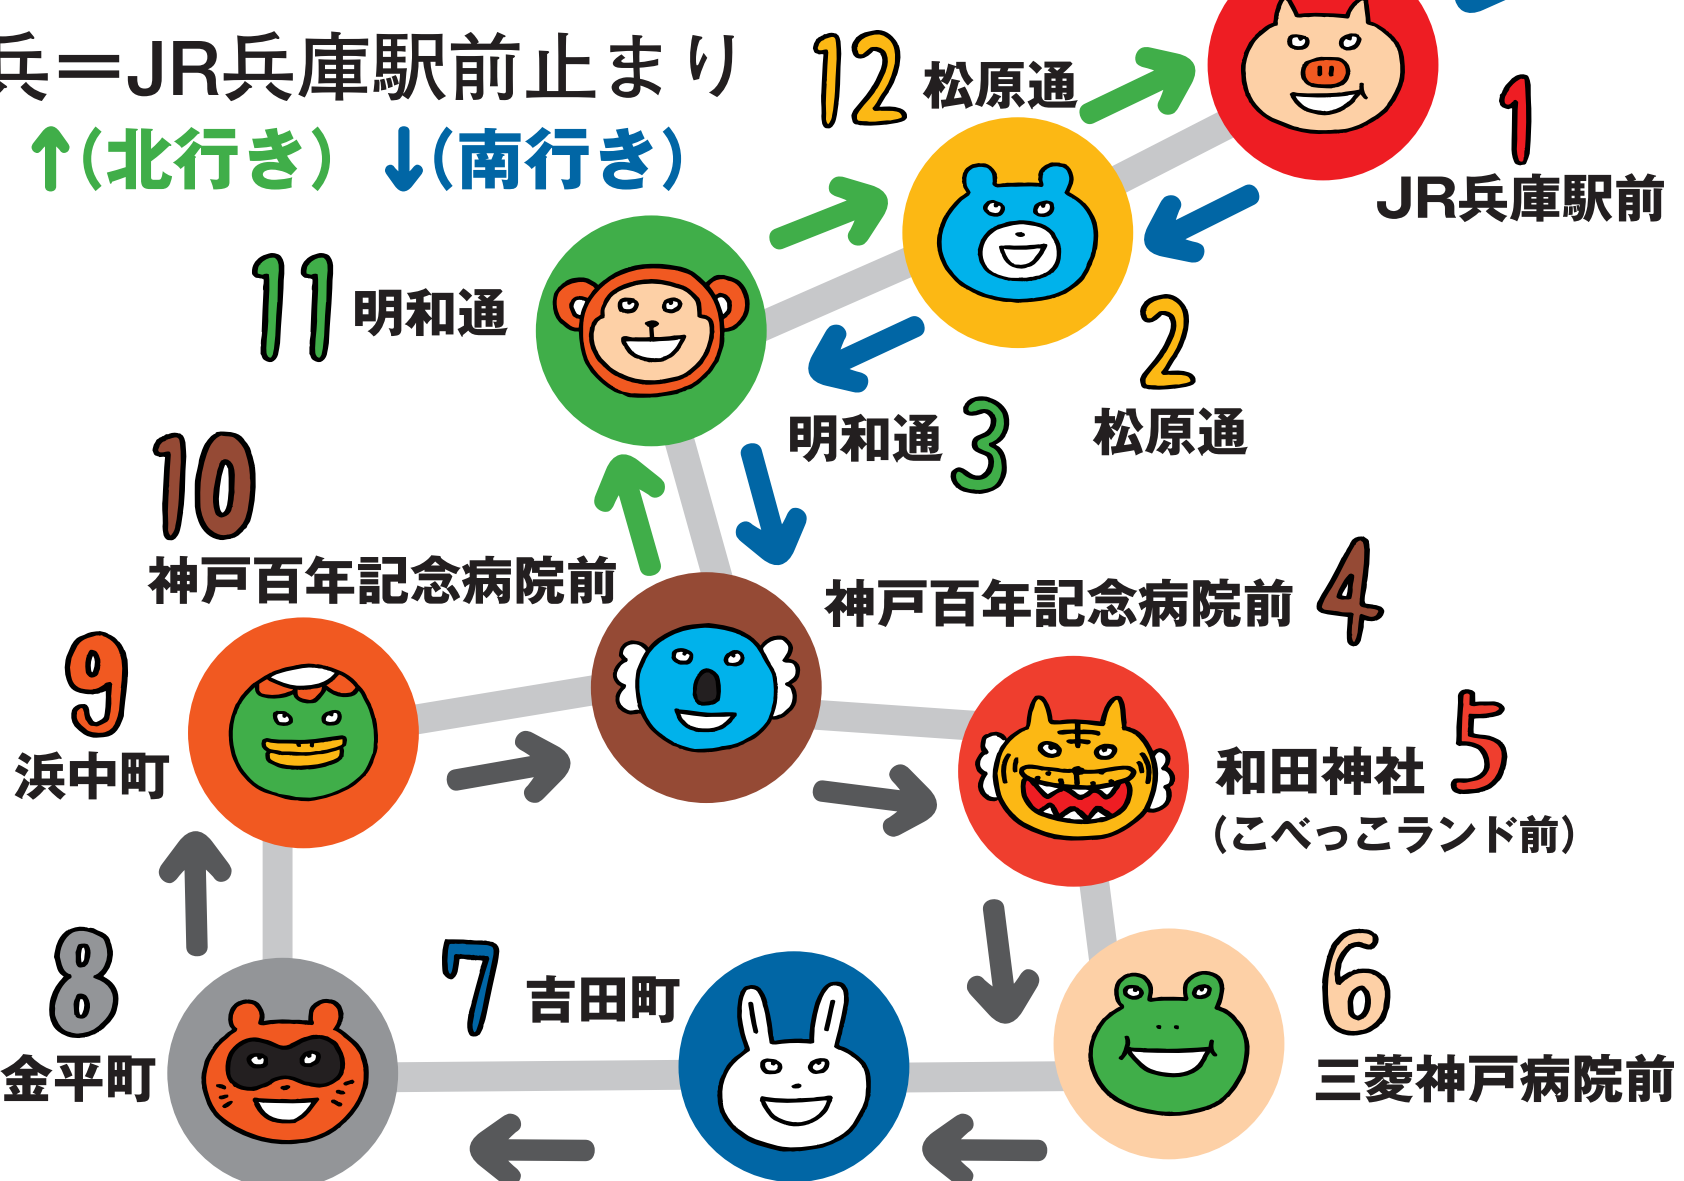 兵＝JR兵庫駅前止まり
↑(北行き) ↓(南行き)
12 松原通
1
JR兵庫駅前
11 明和通
2
松原通
明和通 3
10
神戸百年記念病院前
神戸百年記念病院前 4
9
浜中町
和田神社 5
（こべっこランド前）
8
金平町
7 吉田町
6
三菱神戸病院前